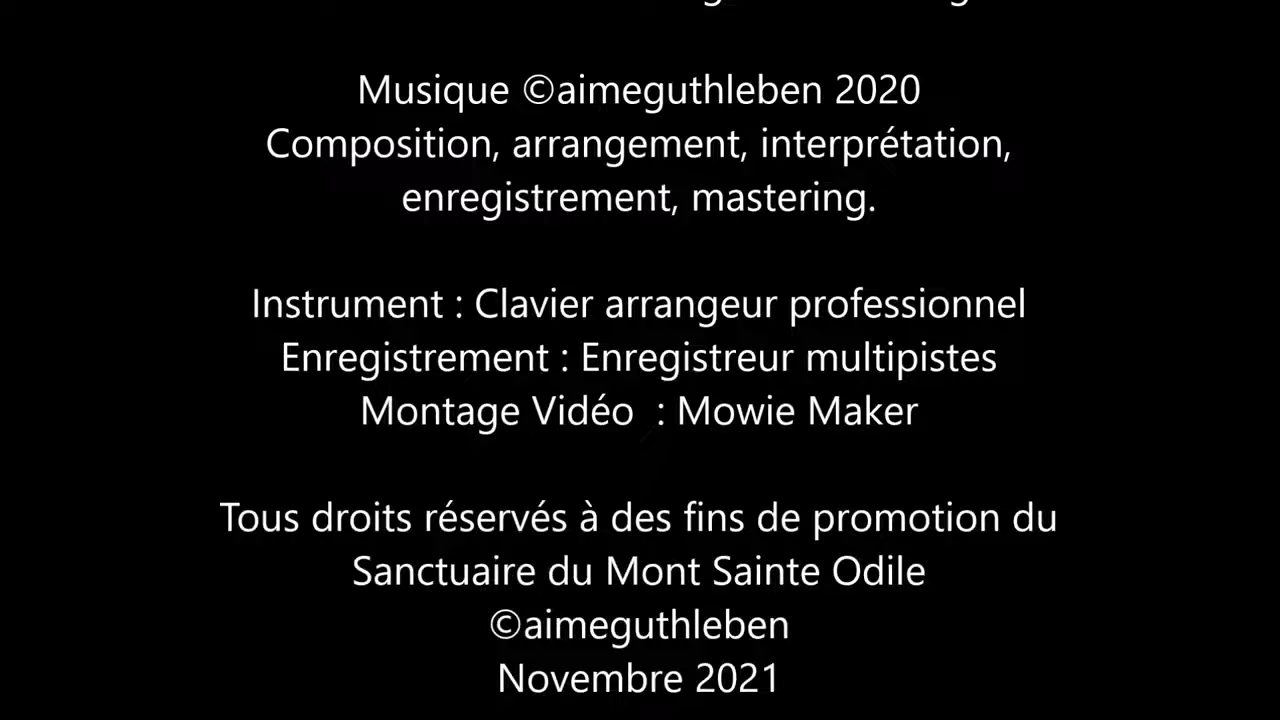 Musique ©aimeguthleben 2020
Composition, arrangement, interprétation,
enregistrement, mastering.
Instrument : Clavier arrangeur professionnel
Enregistrement : Enregistreur multipistes
Montage Vidéo  : Mowie Maker
Tous droits réservés à des fins de promotion du
Sanctuaire du Mont Sainte Odile
©aimeguthleben
Novembre 2021